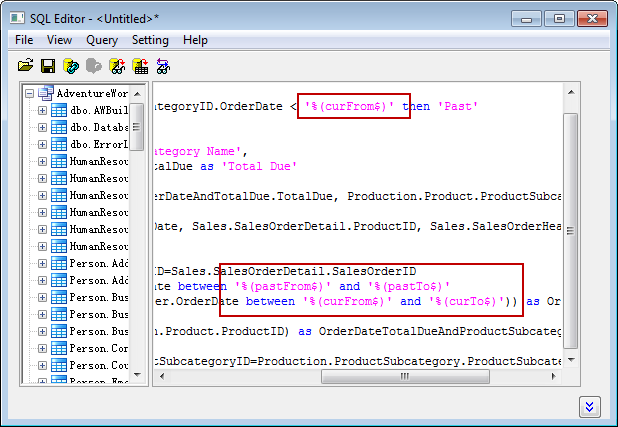 SQL Editor - <Untitled>*
File View Query Setting Help
AdventureWor
dbo.AWBuil
dbo.Databa
dbo.ErrorL
HumanResou
HumanResou
HumanResou
HumanResou
HumanResou
HumanResou
Person.Add
Person.Add
Person.Bus
Person.Bus
Person.Bus
Person.Con
Person.Cou
Person.Ema
ategoryID.OrderDate < '%(curFrom$)' then 'Past'
ategory Name',
talDue as 'Total Due'
erDateAndTotalDue.TotalDue, Production.Product.ProductSubca
Date, Sales.SalesOrderDetail.ProductID, Sales.SalesOrderHea
ID=Sales.SalesOrderDetail.SalesOrderID
ate between '%(pastFrom$)' and '%(pastTo$)'
er.OrderDate between '%(curFrom$)' and '%(curTo$)')) as Or
n.Product.ProductID) as OrderDateTotalDueAndProductSubcateg
ctSubcategoryID=Production.ProductSubcategory.ProductSubcate